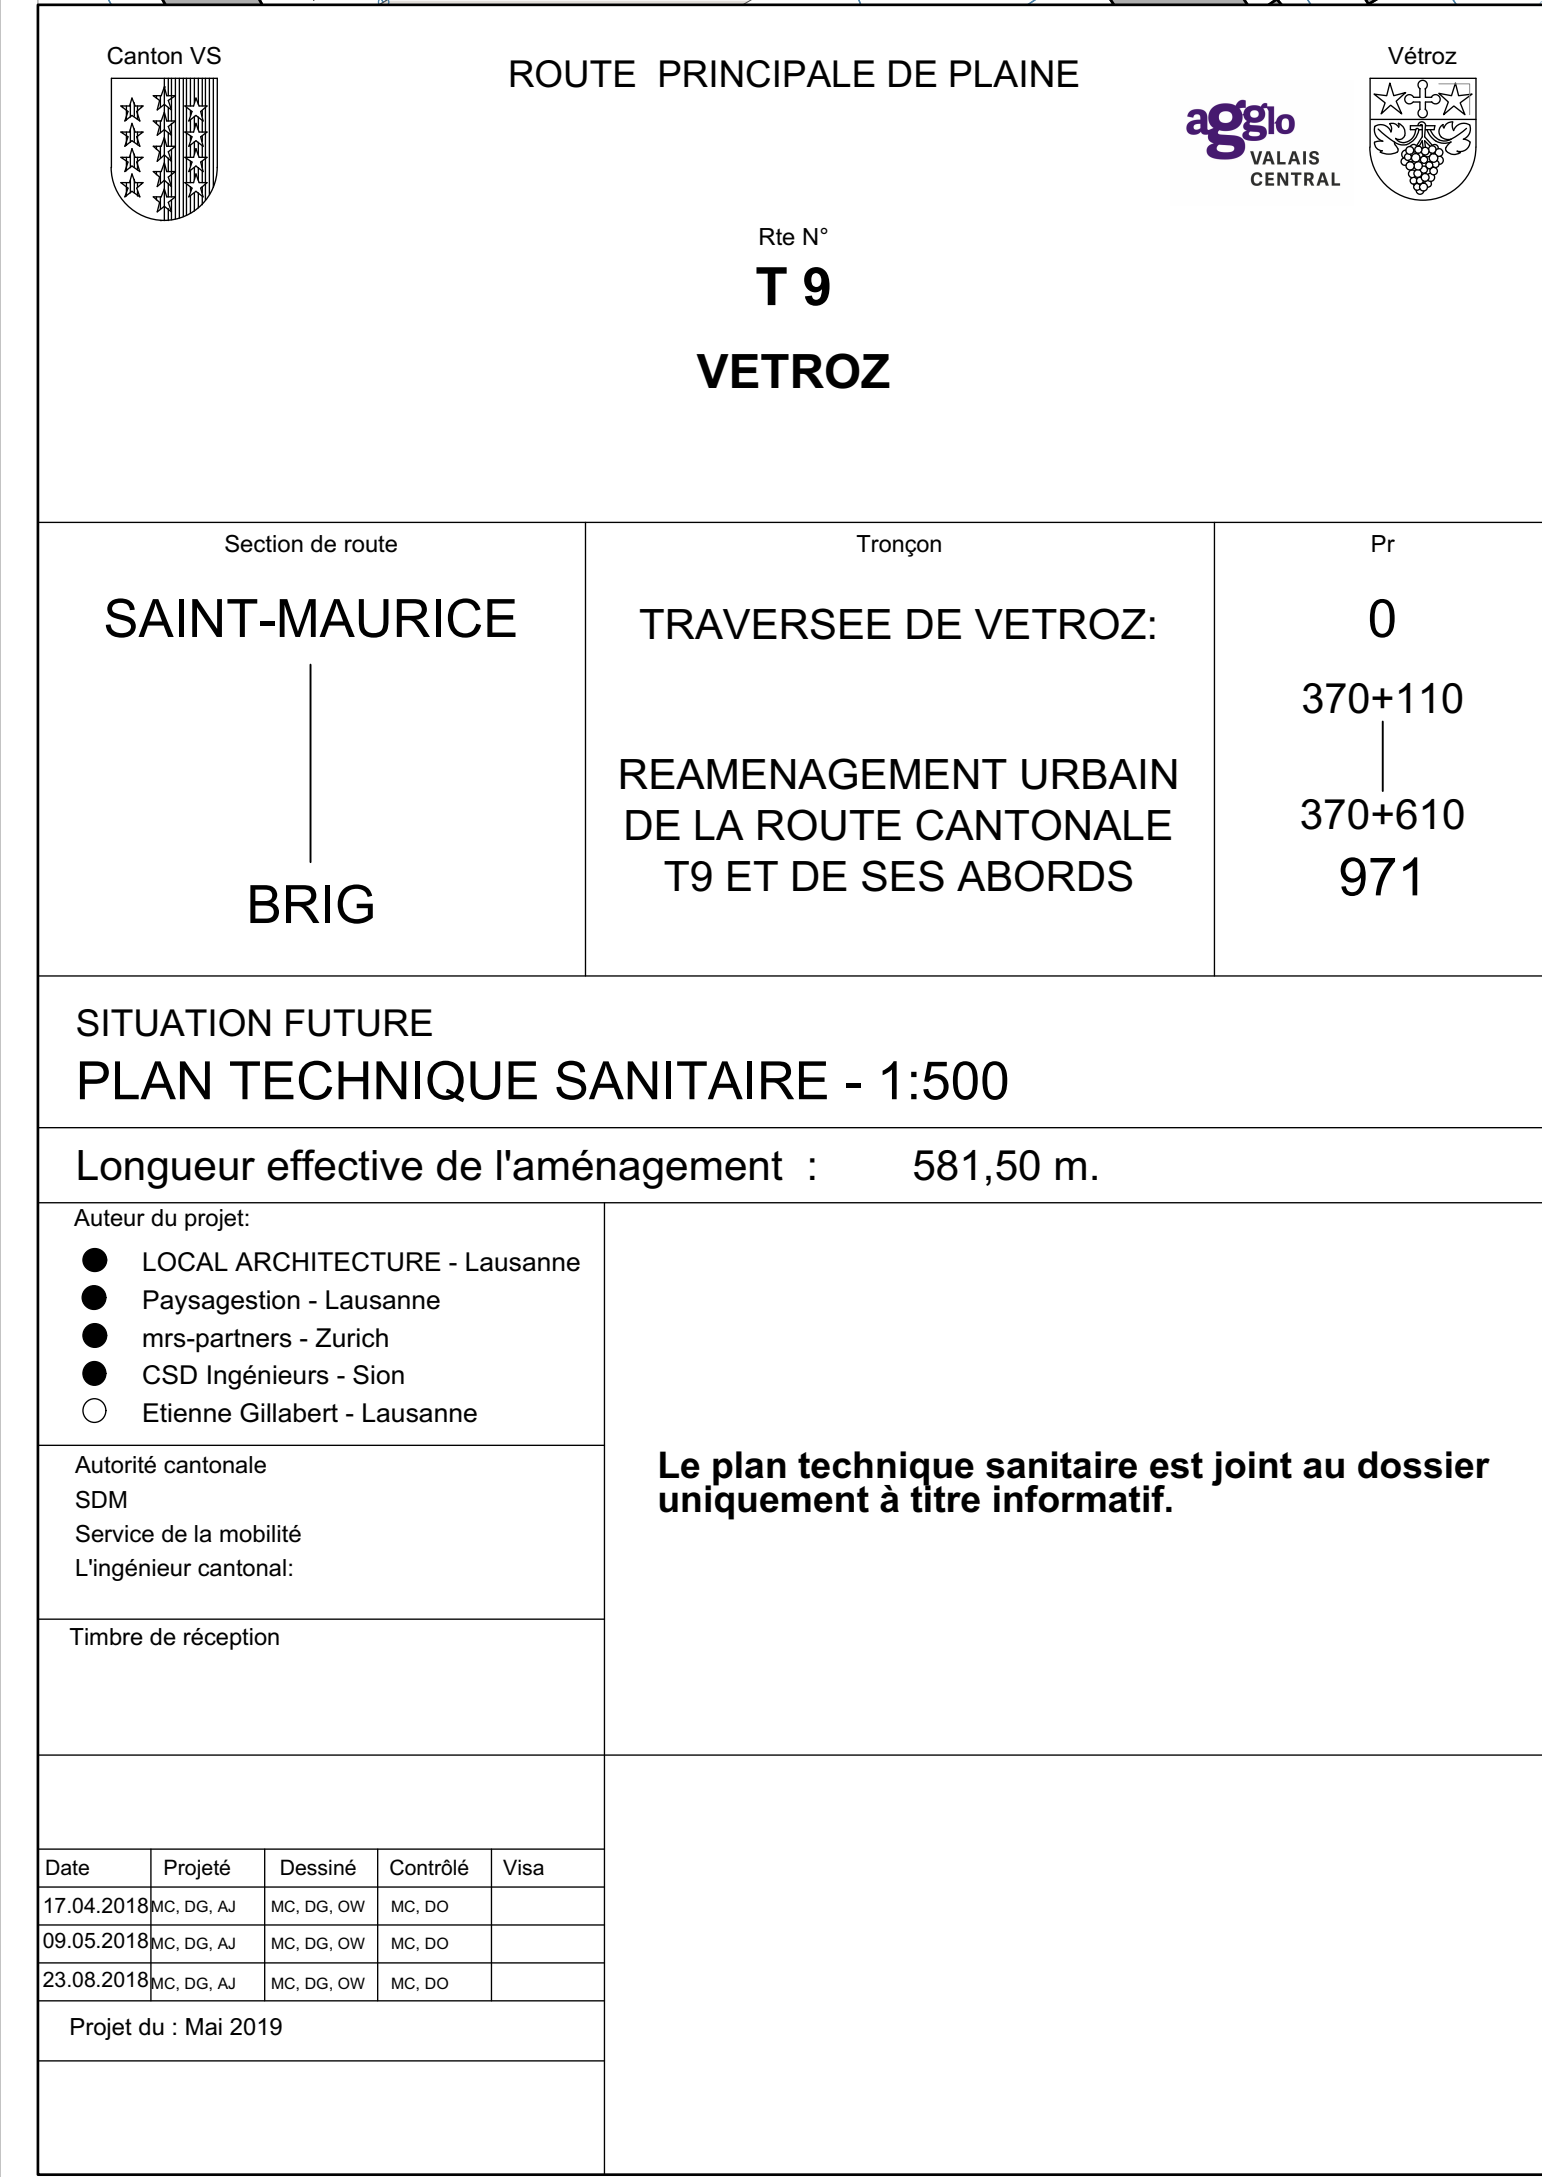 Canton VS
ROUTE PRINCIPALE DE PLAINE
Vétroz
agglo
VALAIS
CENTRAL
Rte N°
T 9
VETROZ
Section de route
SAINT-MAURICE
BRIG
Tronçon
TRAVERSEE DE VETROZ:
REAMENAGEMENT URBAIN
DE LA ROUTE CANTONALE
T9 ET DE SES ABORDS
Pr
0
370+110
370+610
971
SITUATION FUTURE
PLAN TECHNIQUE SANITAIRE - 1:500
Longueur effective de l'aménagement : 581,50 m.
Auteur du projet:
LOCAL ARCHITECTURE - Lausanne
Paysagestion - Lausanne
mrs-partners - Zurich
CSD Ingénieurs - Sion
Etienne Gillabert - Lausanne
Autorité cantonale
SDM
Service de la mobilité
L'ingénieur cantonal:
Le plan technique sanitaire est joint au dossier
uniquement à titre informatif.
Timbre de réception
Date Projeté Dessiné Contrôlé Visa
17.04.2018 MC, DG, AJ MC, DG, OW MC, DO
09.05.2018 MC, DG, AJ MC, DG, OW MC, DO
23.08.2018 MC, DG, AJ MC, DG, OW MC, DO
Projet du : Mai 2019